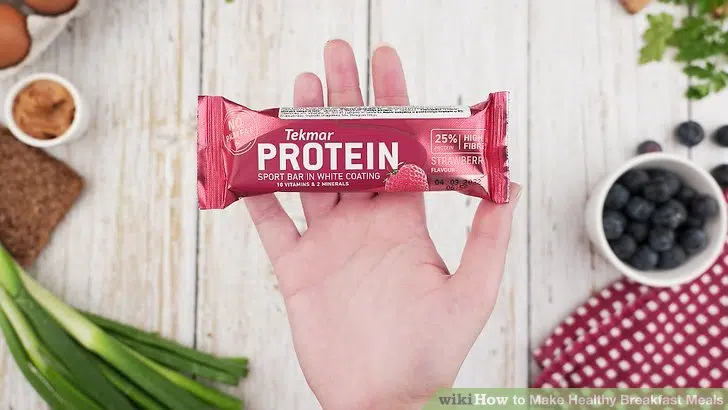 Tekmar
PROTEIN
SPORT BAR IN WHITE COATING
10 VITAMINS & 2 MINERALS
25%
PROTEIN
HIGH
FIBRE
STRAWBERRY
FLAVOUR
wikiHow to Make Healthy Breakfast Meals